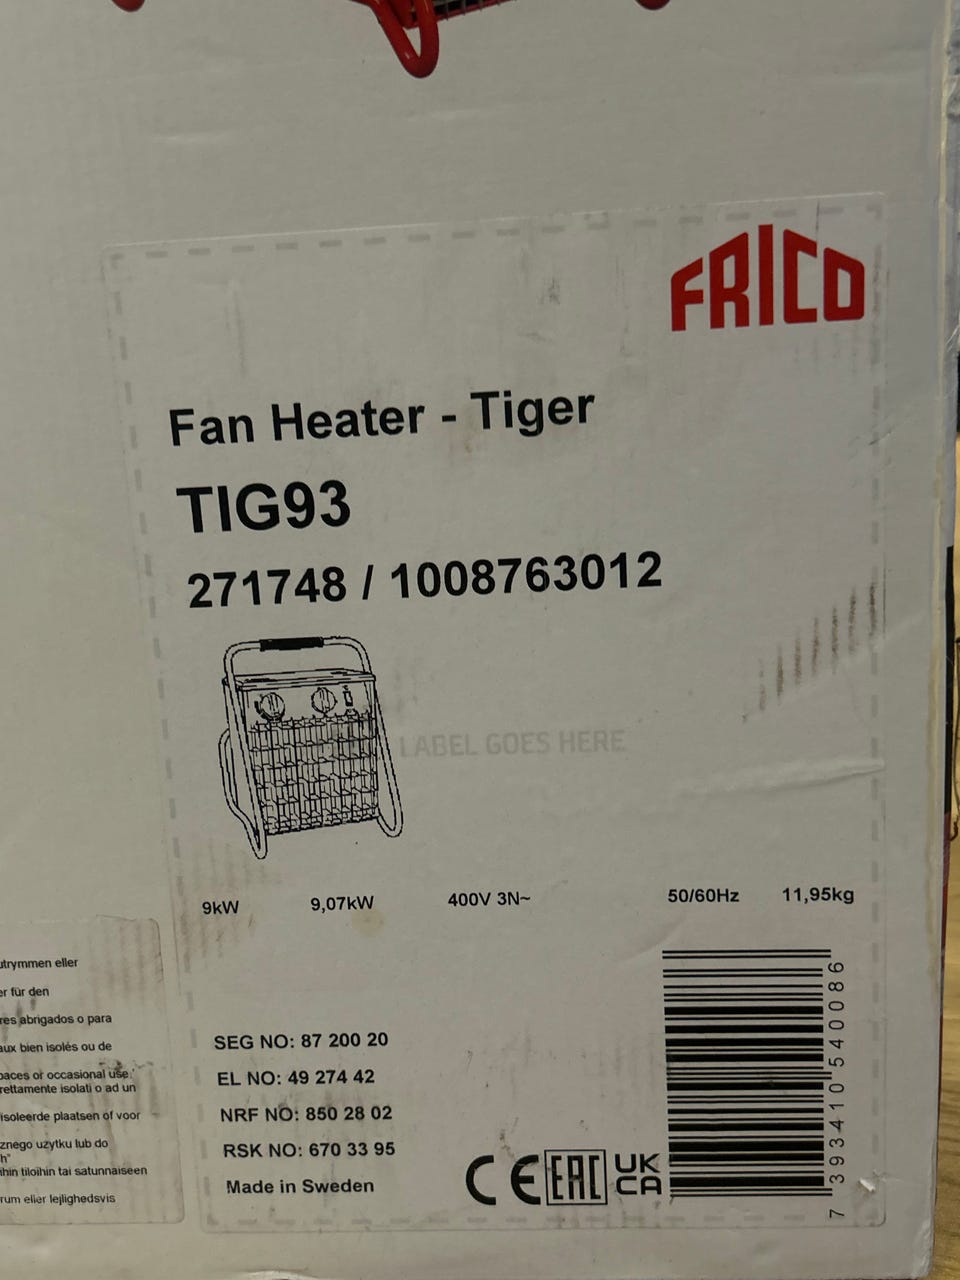 FRICO
Fan Heater - Tiger
TIG93
271748 / 1008763012
LABEL GOES HERE
9kW 9,07kW 400V 3N~ 50/60Hz 11,95kg
utrymmen eller
er für den
res abrigados o para
aux bien isolés ou de
paces or occasional use.'
rettamente isolati o ad un
isoleerde plaatsen of voor
znego uzytku lub do
h"
ihin tiloihin tai satunnaiseen
rum eller lejlighedsvis
SEG NO: 87 200 20
EL NO: 49 274 42
NRF NO: 850 28 02
RSK NO: 670 33 95
Made in Sweden
CE EAC UK
CA
7 393410 540086